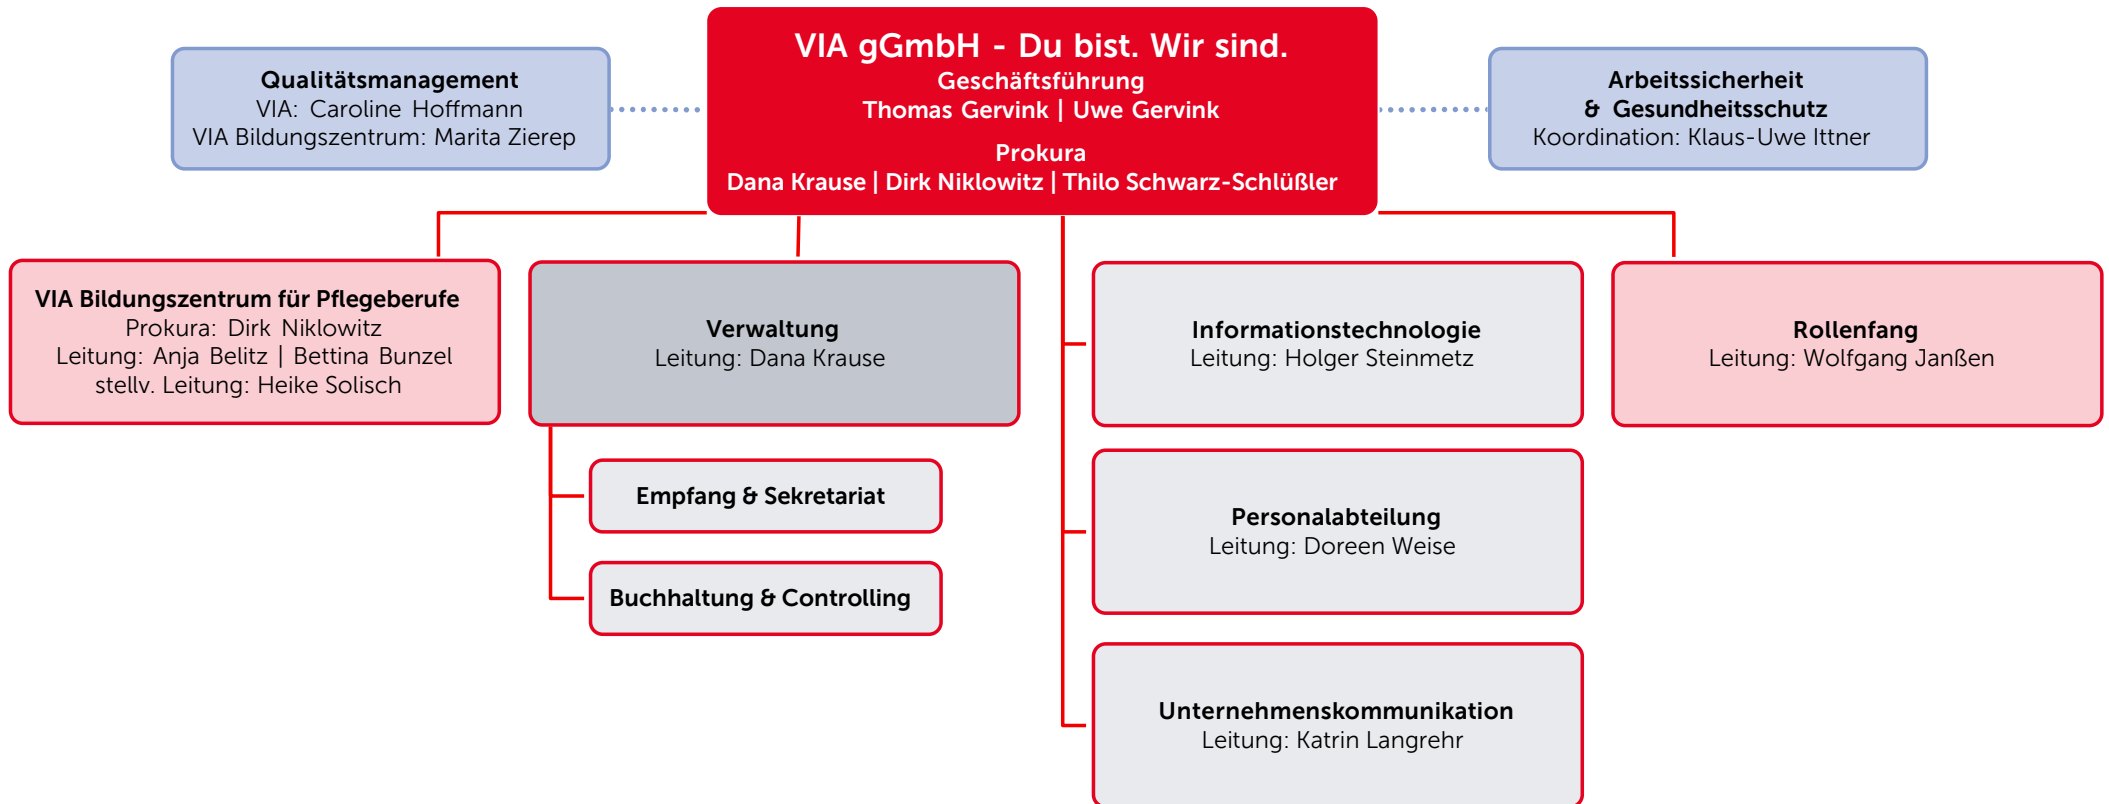 VIA gGmbH - Du bist. Wir sind.
Geschäftsführung
Thomas Gervink | Uwe Gervink
Prokura
Dana Krause | Dirk Niklowitz | Thilo Schwarz-Schlüßler
Qualitätsmanagement
VIA: Caroline Hoffmann
VIA Bildungszentrum: Marita Zierep
Arbeitssicherheit
& Gesundheitsschutz
Koordination: Klaus-Uwe Ittner
VIA Bildungszentrum für Pflegeberufe
Prokura: Dirk Niklowitz
Leitung: Anja Belitz | Bettina Bunzel
stellv. Leitung: Heike Solisch
Verwaltung
Leitung: Dana Krause
Empfang & Sekretariat
Buchhaltung & Controlling
Informationstechnologie
Leitung: Holger Steinmetz
Personalabteilung
Leitung: Doreen Weise
Unternehmenskommunikation
Leitung: Katrin Langrehr
Rollenfang
Leitung: Wolfgang Janßen